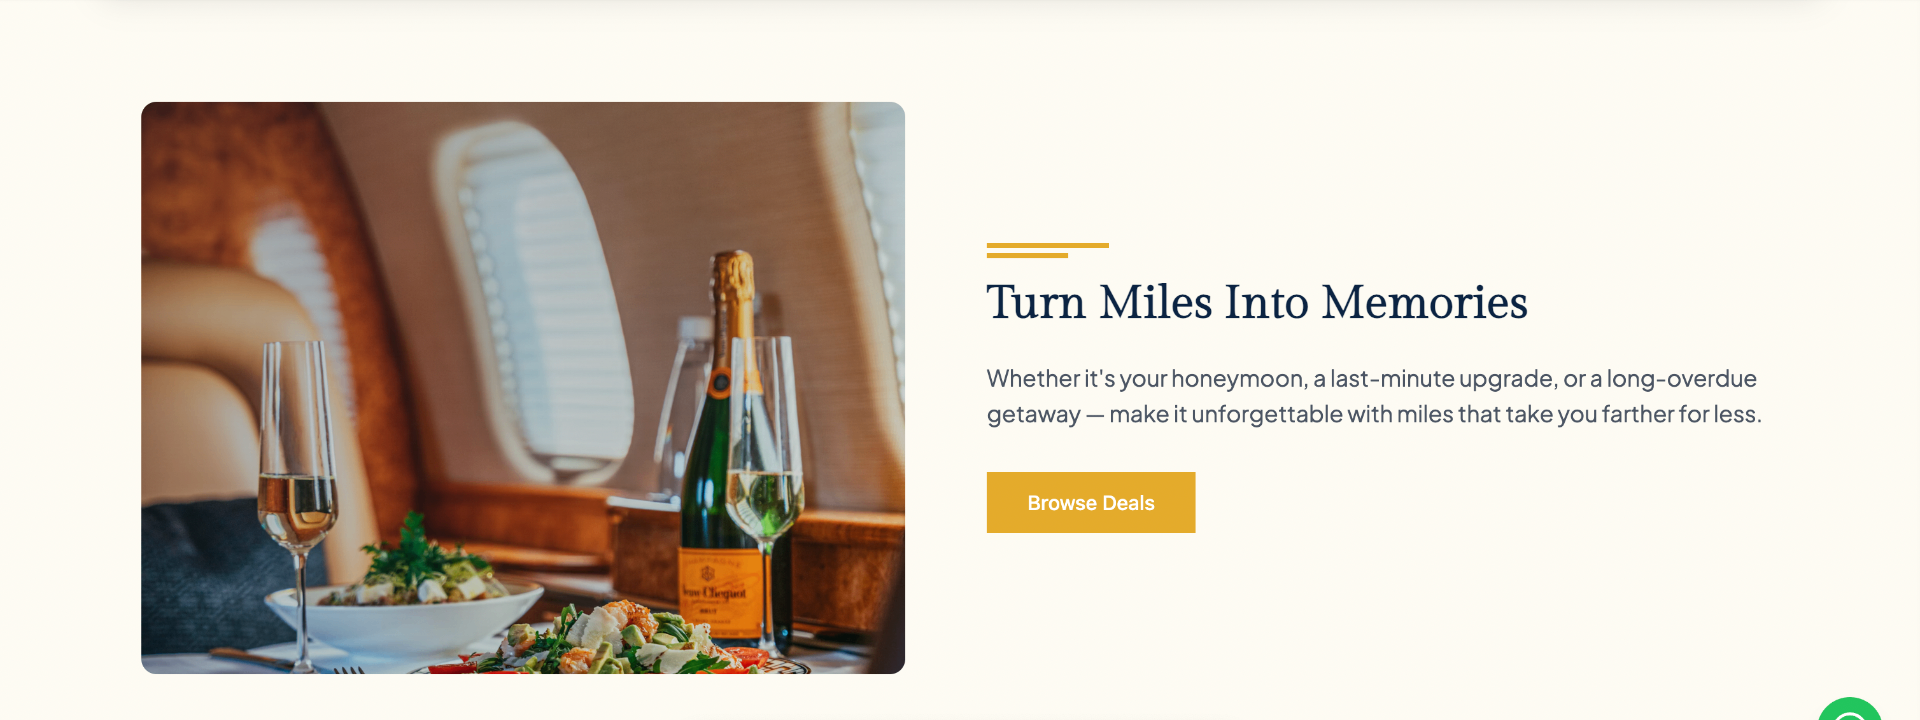 Turn Miles Into Memories
Whether it's your honeymoon, a last-minute upgrade, or a long-overdue
getaway — make it unforgettable with miles that take you farther for less.
Browse Deals
Clicquot
BRUT